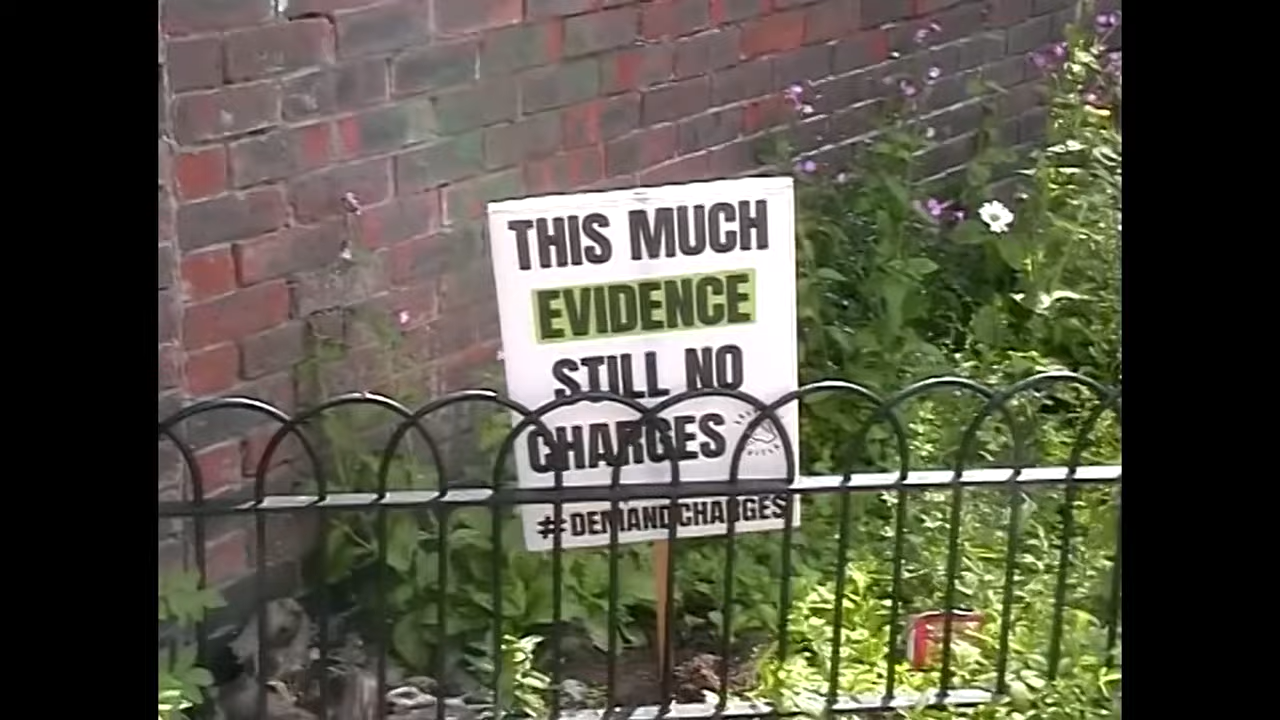 THIS MUCH
EVIDENCE
STILL NO
CHARGES
#DEMANDCHARGES